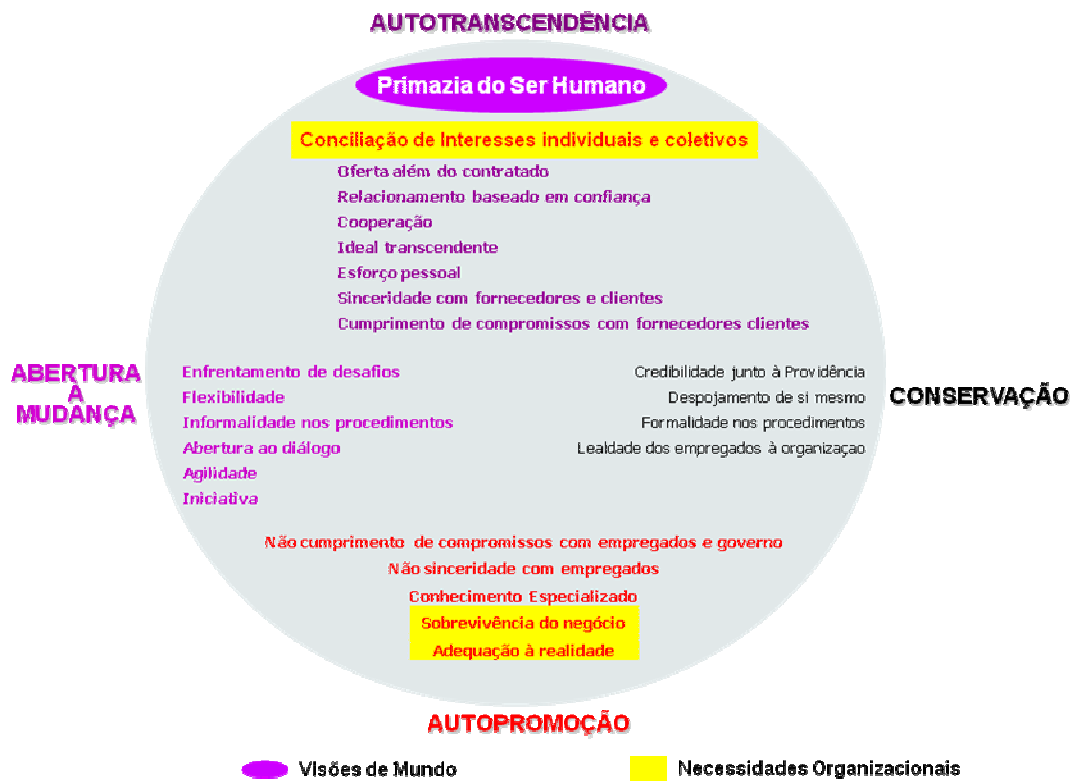 AUTOTRANSCENDÊNCIA
Primazia do Ser Humano
Conciliação de Interesses individuais e coletivos
Oferta além do contratado
Relacionamento baseado em confiança
Cooperação
Ideal transcendente
Esforço pessoal
Sinceridade com fornecedores e clientes
Cumprimento de compromissos com fornecedores clientes
ABERTURA
À
MUDANÇA
Enfrentamento de desafios
Flexibilidade
Informalidade nos procedimentos
Abertura ao diálogo
Agilidade
Iniciativa
Credibilidade junto à Providência
Despojamento de si mesmo
Formalidade nos procedimentos
Lealdade dos empregados à organizaçao
CONSERVAÇÃO
Não cumprimento de compromissos com empregados e governo
Não sinceridade com empregados
Conhecimento Especializado
Sobrevivência do negócio
Adequação à realidade
AUTOPROMOÇÃO
Visões de Mundo
Necessidades Organizacionais